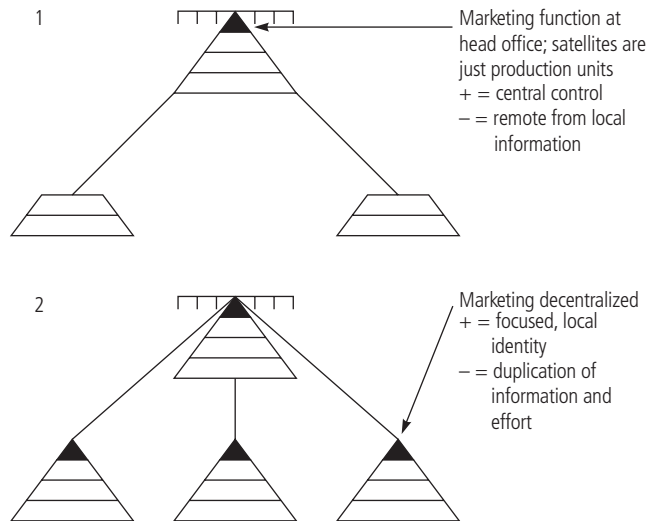 1
Marketing function at
head office; satellites are
just production units
+ = central control
– = remote from local
information
2
Marketing decentralized
+ = focused, local
identity
– = duplication of
information and
effort